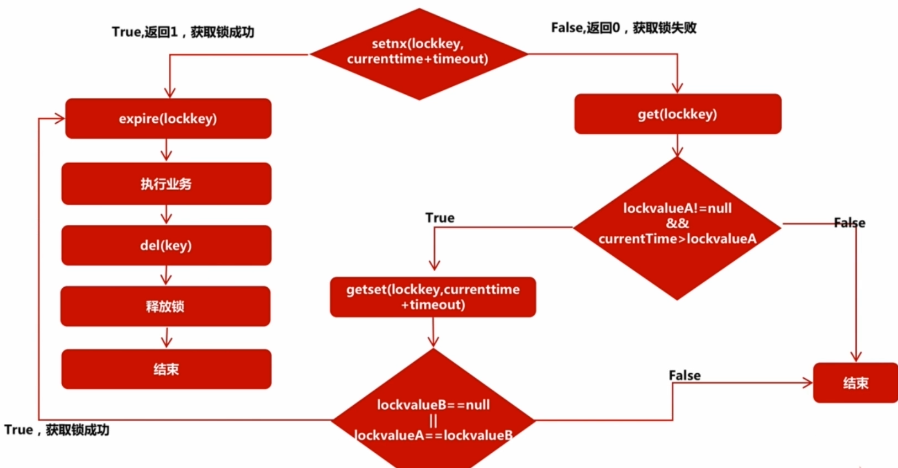 True,返回1，获取锁成功
setnx(lockkey,
currenttime+timeout)
False,返回0，获取锁失败
expire(lockkey)
get(lockkey)
执行业务
lockvalueA!=null
&&
currentTime>lockvalueA
True
False
del(key)
getset(lockkey,currenttime
+timeout)
释放锁
结束
False
结束
lockvalueB==null
||
lockvalueA==lockvalueB
True，获取锁成功